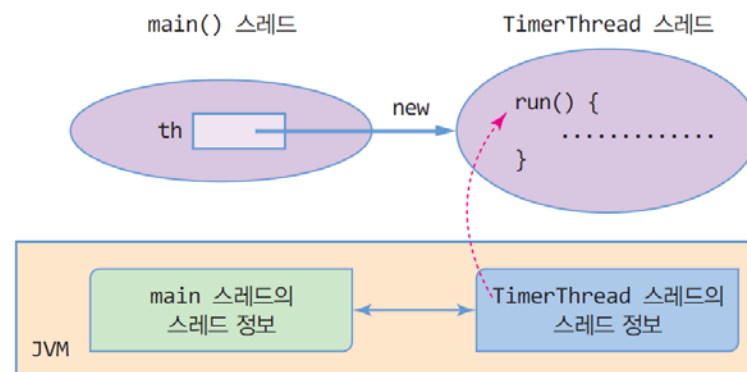 main() 스레드
TimerThread 스레드
th
new
run() {
.............
}
main 스레드의
스레드 정보
TimerThread 스레드의
스레드 정보
JVM